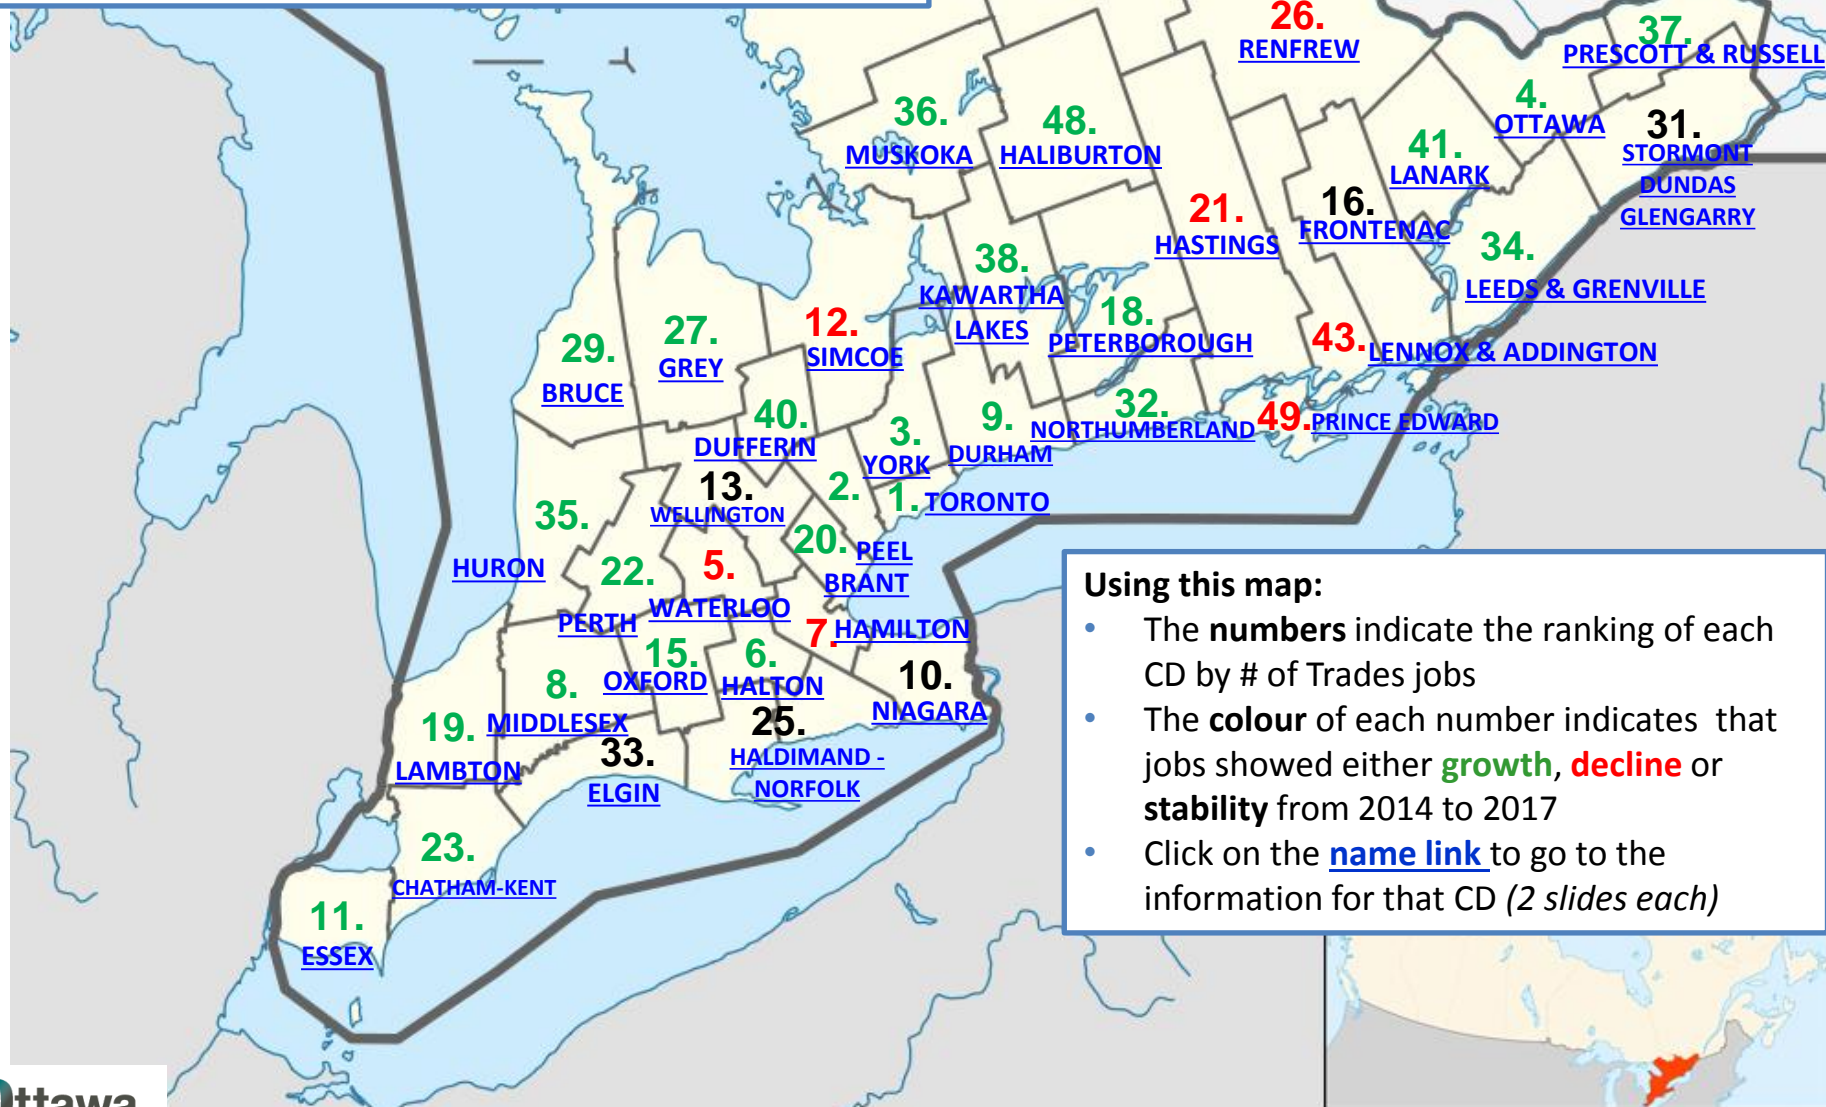 26.
RENFREW
37.
PRESCOTT & RUSSELL
4.
OTTAWA
31.
STORMONT
DUNDAS
GLENGARRY
36.
MUSKOKA
48.
HALIBURTON
41.
LANARK
21.
HASTINGS
16.
FRONTENAC
34.
LEEDS & GRENVILLE
38.
KAWARTHA
LAKES
18.
PETERBOROUGH
12.
SIMCOE
27.
GREY
29.
BRUCE
43. LENNOX & ADDINGTON
40.
DUFFERIN
3.
YORK
9.
DURHAM
32.
NORTHUMBERLAND
49. PRINCE EDWARD
13.
WELLINGTON
2.
1. TORONTO
35.
HURON
22.
PERTH
5.
WATERLOO
20. PEEL
BRANT
7. HAMILTON
15.
OXFORD
6.
HALTON
10.
NIAGARA
8.
MIDDLESEX
19.
LAMBTON
33.
ELGIN
25.
HALDIMAND -
NORFOLK
23.
CHATHAM-KENT
11.
ESSEX
Using this map:
• The numbers indicate the ranking of each
CD by # of Trades jobs
• The colour of each number indicates that
jobs showed either growth, decline or
stability from 2014 to 2017
• Click on the name link to go to the
information for that CD (2 slides each)
Ottawa